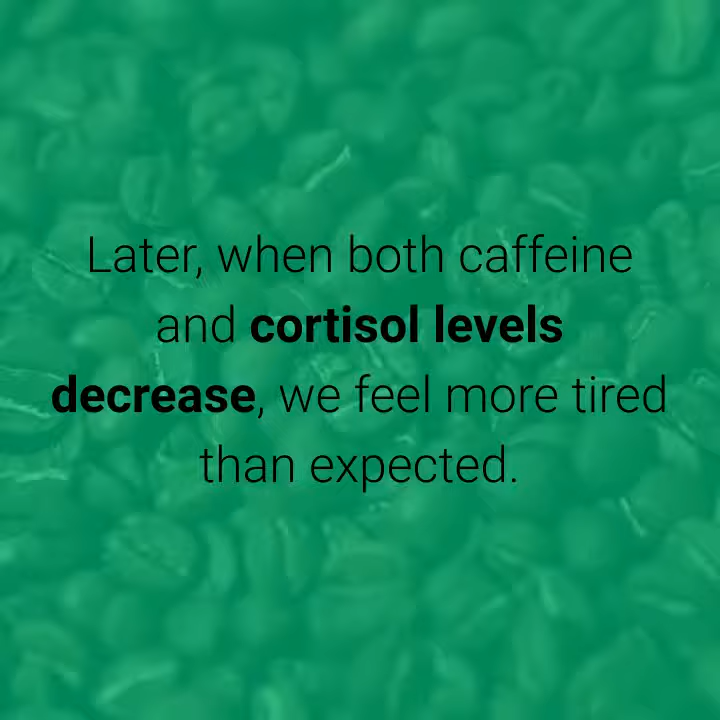 Later, when both caffeine
and cortisol levels
decrease, we feel more tired
than expected.